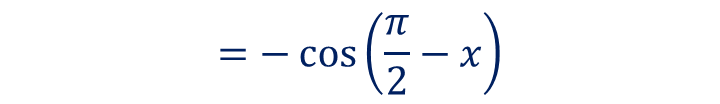 = − cos(π/2 − x)